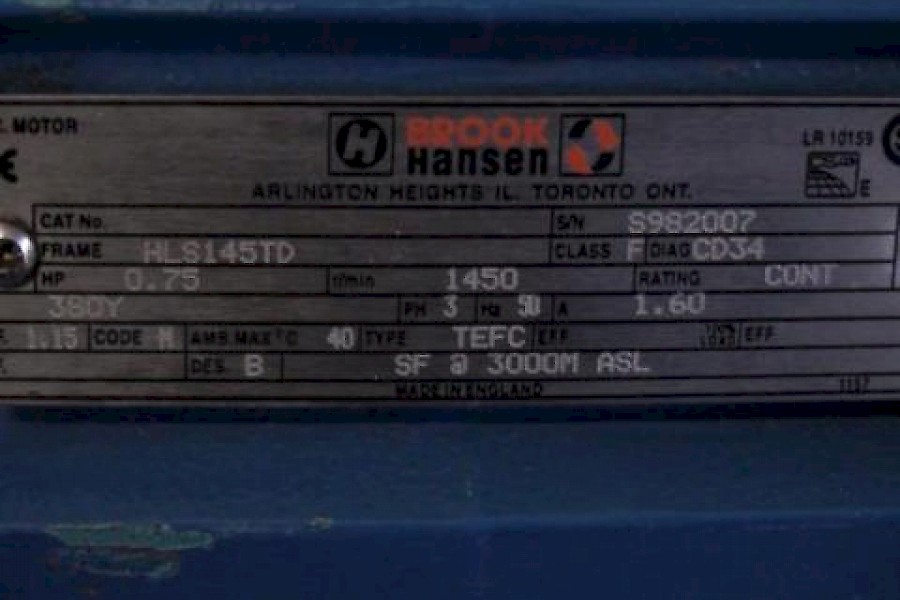 MOTOR
BROOK
Hansen
LR 10159
E
ARLINGTON HEIGHTS IL. TORONTO ONT.
CAT No. S/N S982007
FRAME WLS145TD CLASS F DIAG CD34
HP 0.75 r/min 1450 RATING CONT
380Y PH 3 Hz 50 A 1.60
1.15 CODE M AMB. MAX °C 40 TYPE TEFC EFF EFF
DES. B SF @ 3000M ASL
MADE IN ENGLAND